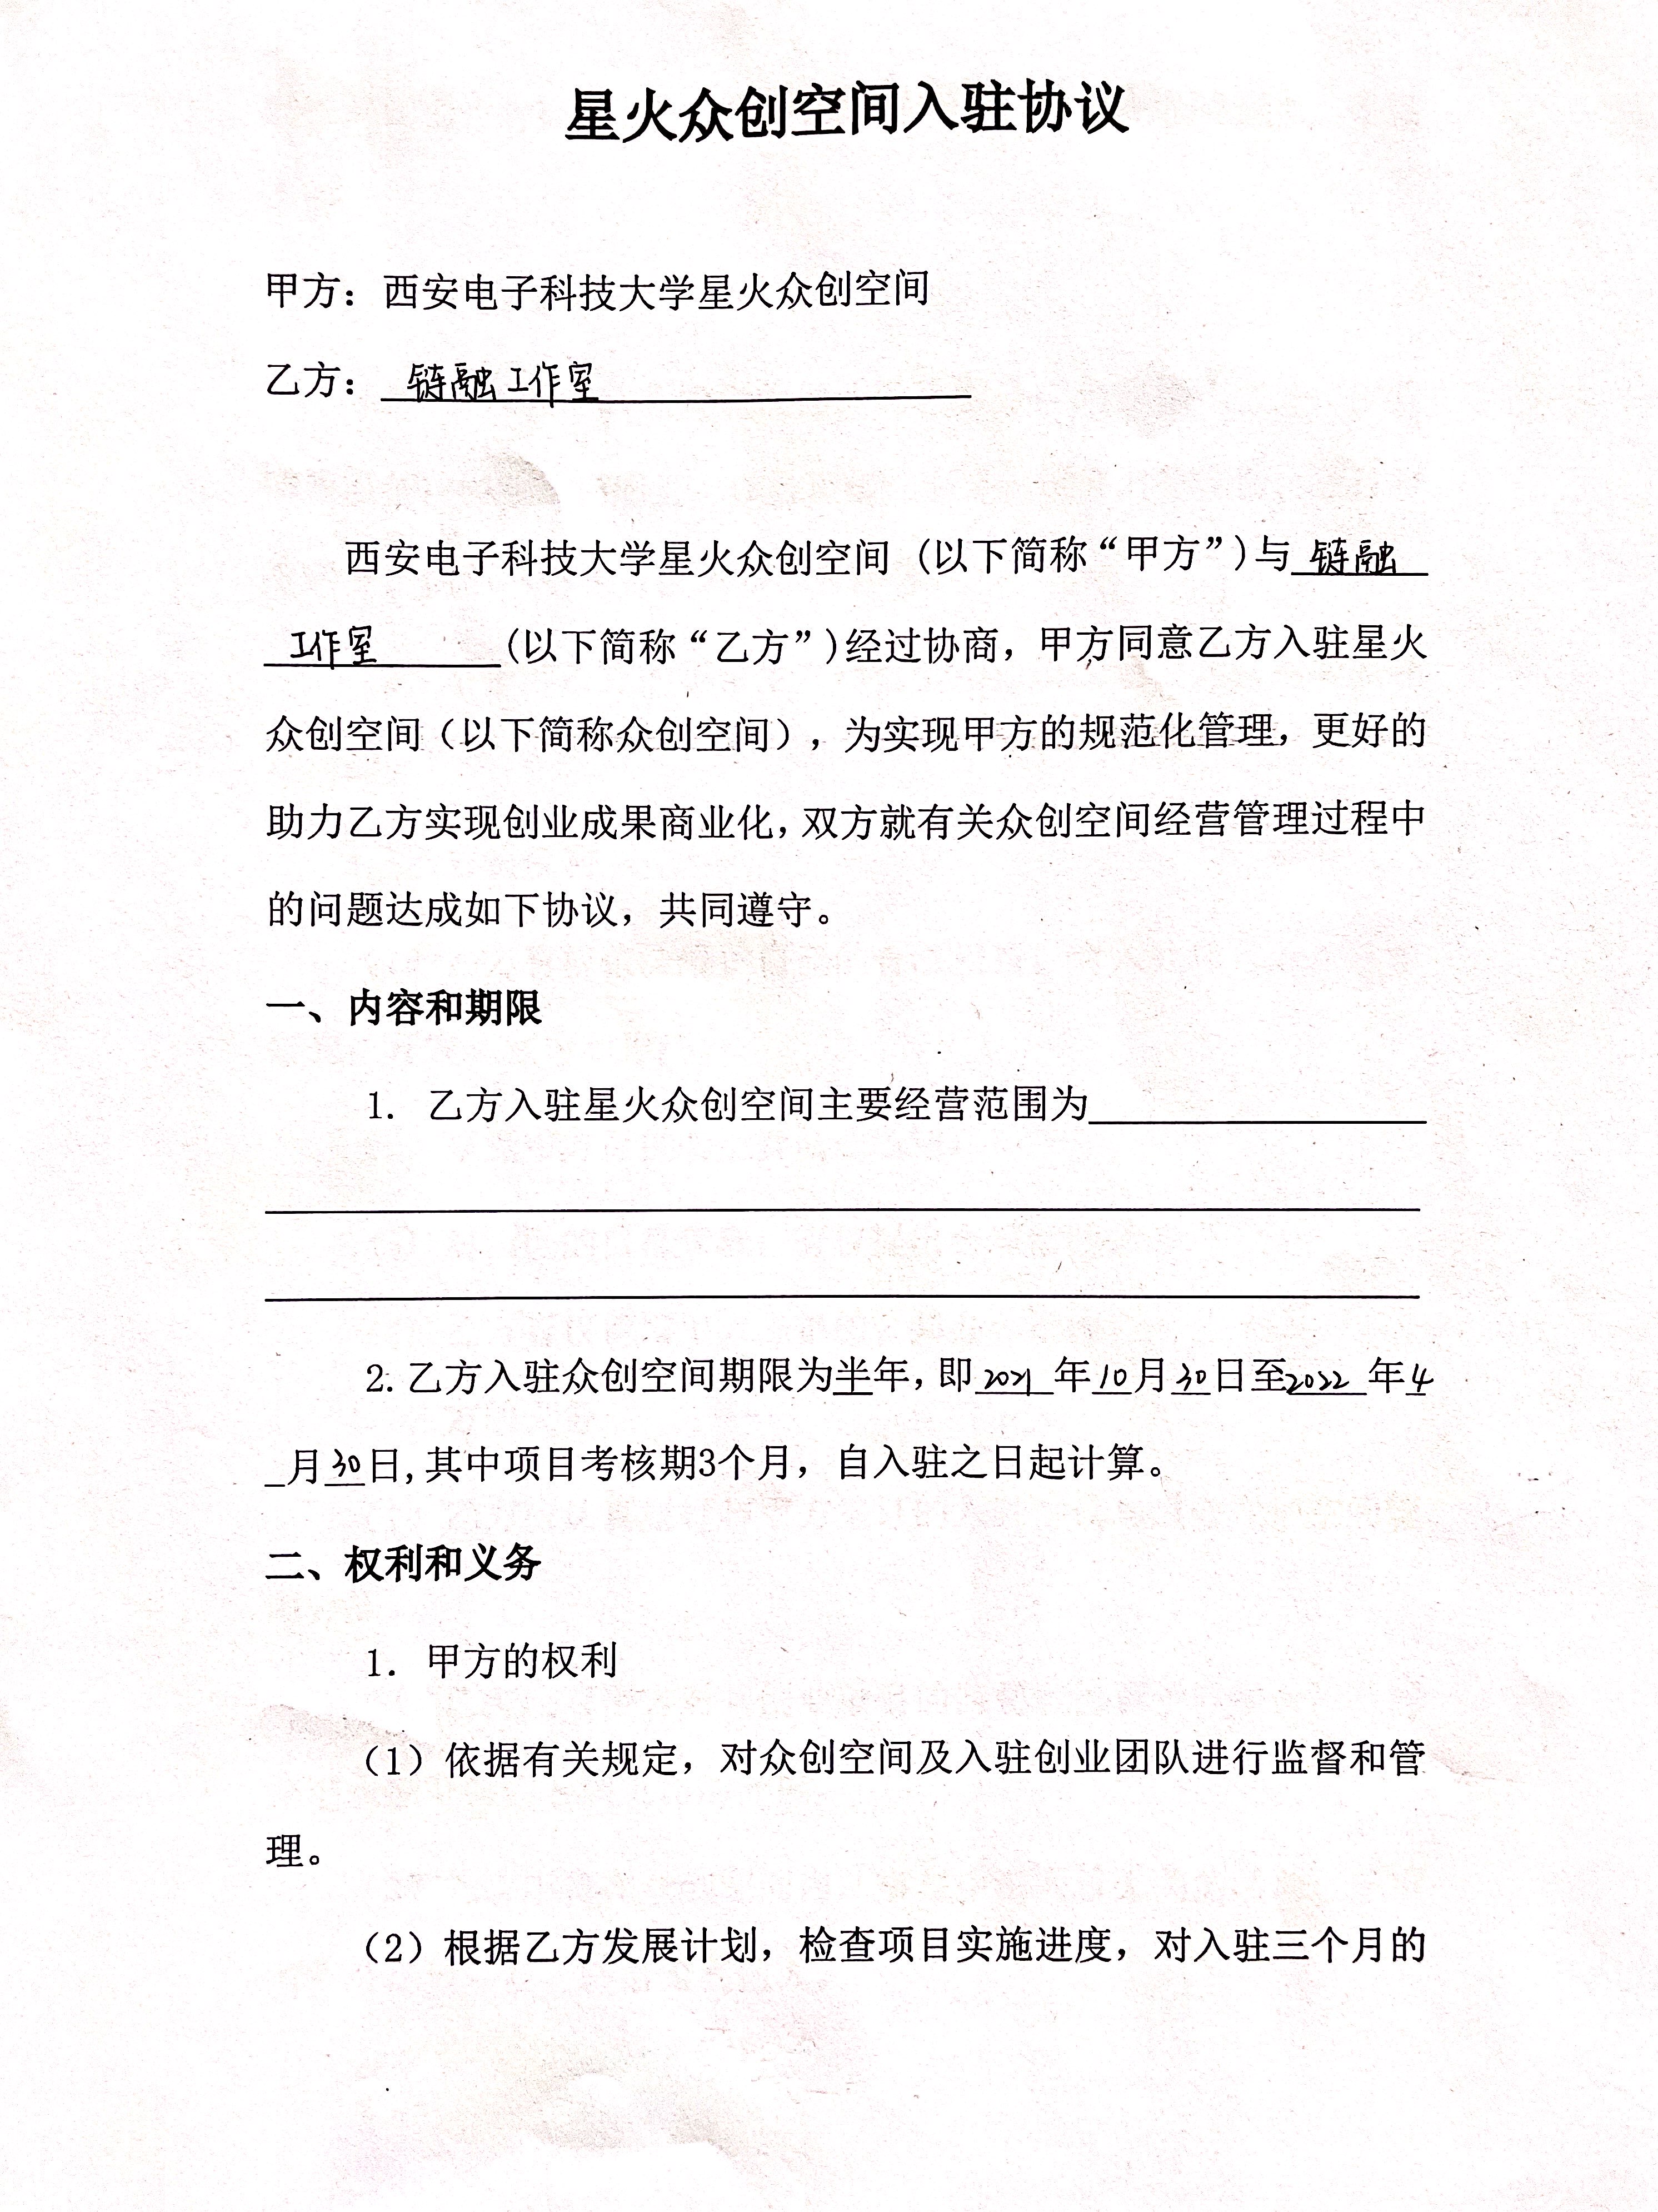 星火众创空间入驻协议
甲方：西安电子科技大学星火众创空间
乙方：链融工作室
西安电子科技大学星火众创空间（以下简称“甲方”)与链融
工作室(以下简称“乙方”)经过协商，甲方同意乙方入驻星火
众创空间（以下简称众创空间），为实现甲方的规范化管理，更好的
助力乙方实现创业成果商业化，双方就有关众创空间经营管理过程中
的问题达成如下协议，共同遵守。
一、内容和期限
1. 乙方入驻星火众创空间主要经营范围为
2. 乙方入驻众创空间期限为半年，即2021年10月30日至2022年4
月30日，其中项目考核期3个月，自入驻之日起计算。
二、权利和义务
1. 甲方的权利
（1）依据有关规定，对众创空间及入驻创业团队进行监督和管
理。
（2）根据乙方发展计划，检查项目实施进度，对入驻三个月的